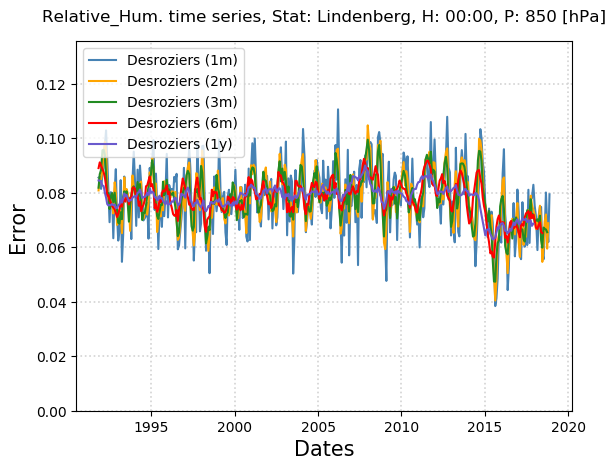 Relative_Hum. time series, Stat: Lindenberg, H: 00:00, P: 850 [hPa]
Desroziers (1m)
Desroziers (2m)
Desroziers (3m)
Desroziers (6m)
Desroziers (1y)
0.12
0.10
0.08
0.06
0.04
0.02
0.00
Error
1995
2000
2005
2010
2015
2020
Dates